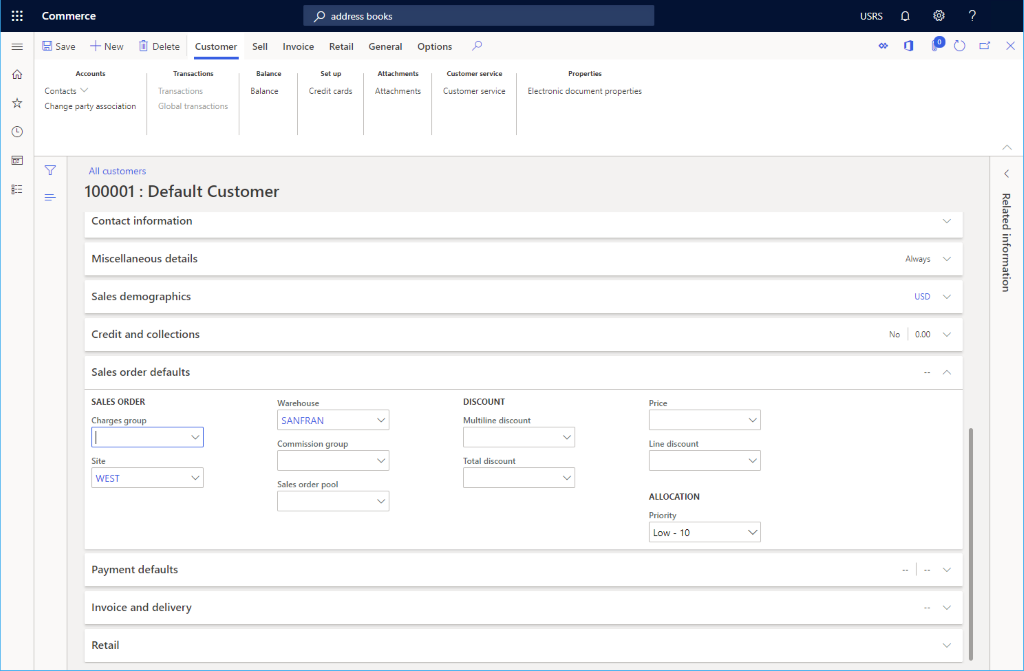 Commerce
address books
USRS
?
Save
New
Delete
Customer
Sell
Invoice
Retail
General
Options
0
Accounts
Contacts
Change party association
Transactions
Transactions
Global transactions
Balance
Balance
Set up
Credit cards
Attachments
Attachments
Customer service
Customer service
Properties
Electronic document properties
All customers
100001 : Default Customer
Related information
Contact information
Miscellaneous details
Always
Sales demographics
USD
Credit and collections
No
0.00
Sales order defaults
--
SALES ORDER
Charges group
Site
WEST
Warehouse
SANFRAN
Commission group
Sales order pool
DISCOUNT
Multiline discount
Total discount
Price
Line discount
ALLOCATION
Priority
Low - 10
Payment defaults
--
--
Invoice and delivery
--
Retail